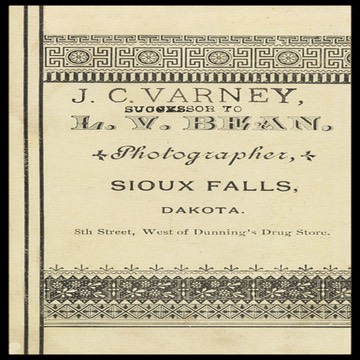 J. C. VARNEY,
SUCCESSOR TO
L. V. BEAN,
Photographer,
SIOUX FALLS,
DAKOTA.
8th Street, West of Dunning's Drug Store.